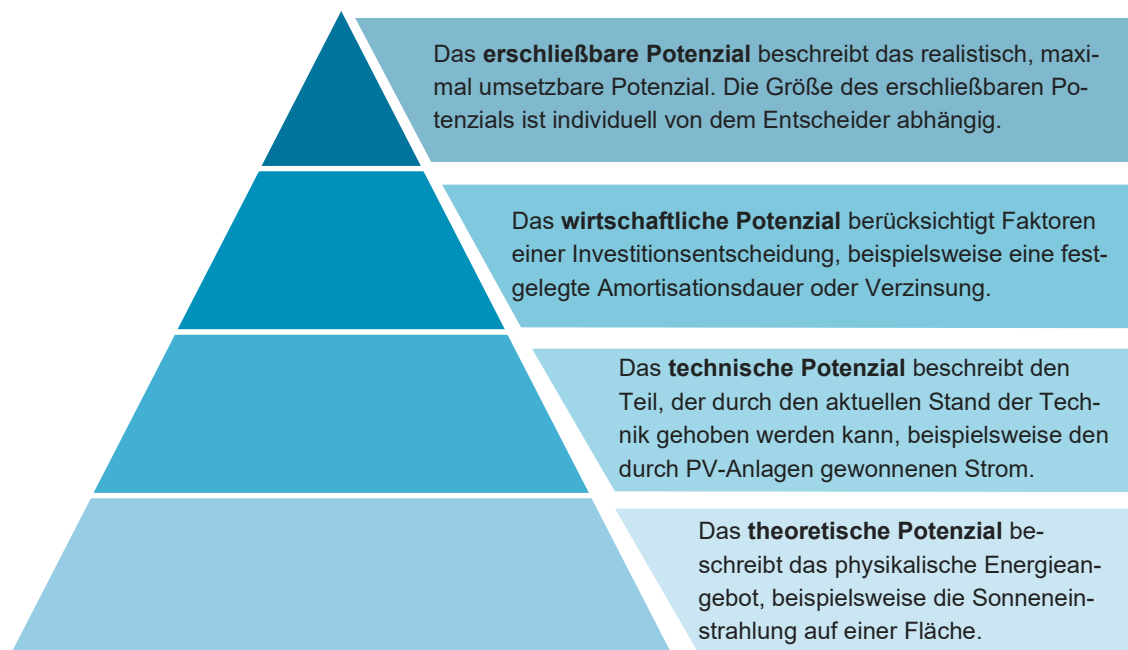 Das erschließbare Potenzial beschreibt das realistisch, maxi-
mal umsetzbare Potenzial. Die Größe des erschließbaren Po-
tenzials ist individuell von dem Entscheider abhängig.
Das wirtschaftliche Potenzial berücksichtigt Faktoren
einer Investitionsentscheidung, beispielsweise eine fest-
gelegte Amortisationsdauer oder Verzinsung.
Das technische Potenzial beschreibt den
Teil, der durch den aktuellen Stand der Tech-
nik gehoben werden kann, beispielsweise den
durch PV-Anlagen gewonnenen Strom.
Das theoretische Potenzial be-
schreibt das physikalische Energiean-
gebot, beispielsweise die Sonnenein-
strahlung auf einer Fläche.